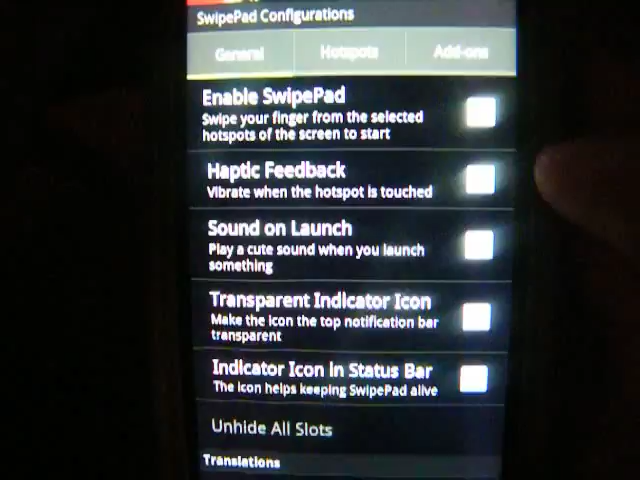 SwipePad Configurations
General Hotspots Add-ons
Enable SwipePad
Swipe your finger from the selected
hotspots of the screen to start
Haptic Feedback
Vibrate when the hotspot is touched
Sound on Launch
Play a cute sound when you launch
something
Transparent Indicator Icon
Make the icon the top notification bar
transparent
Indicator Icon in Status Bar
The icon helps keeping SwipePad alive
Unhide All Slots
Translations